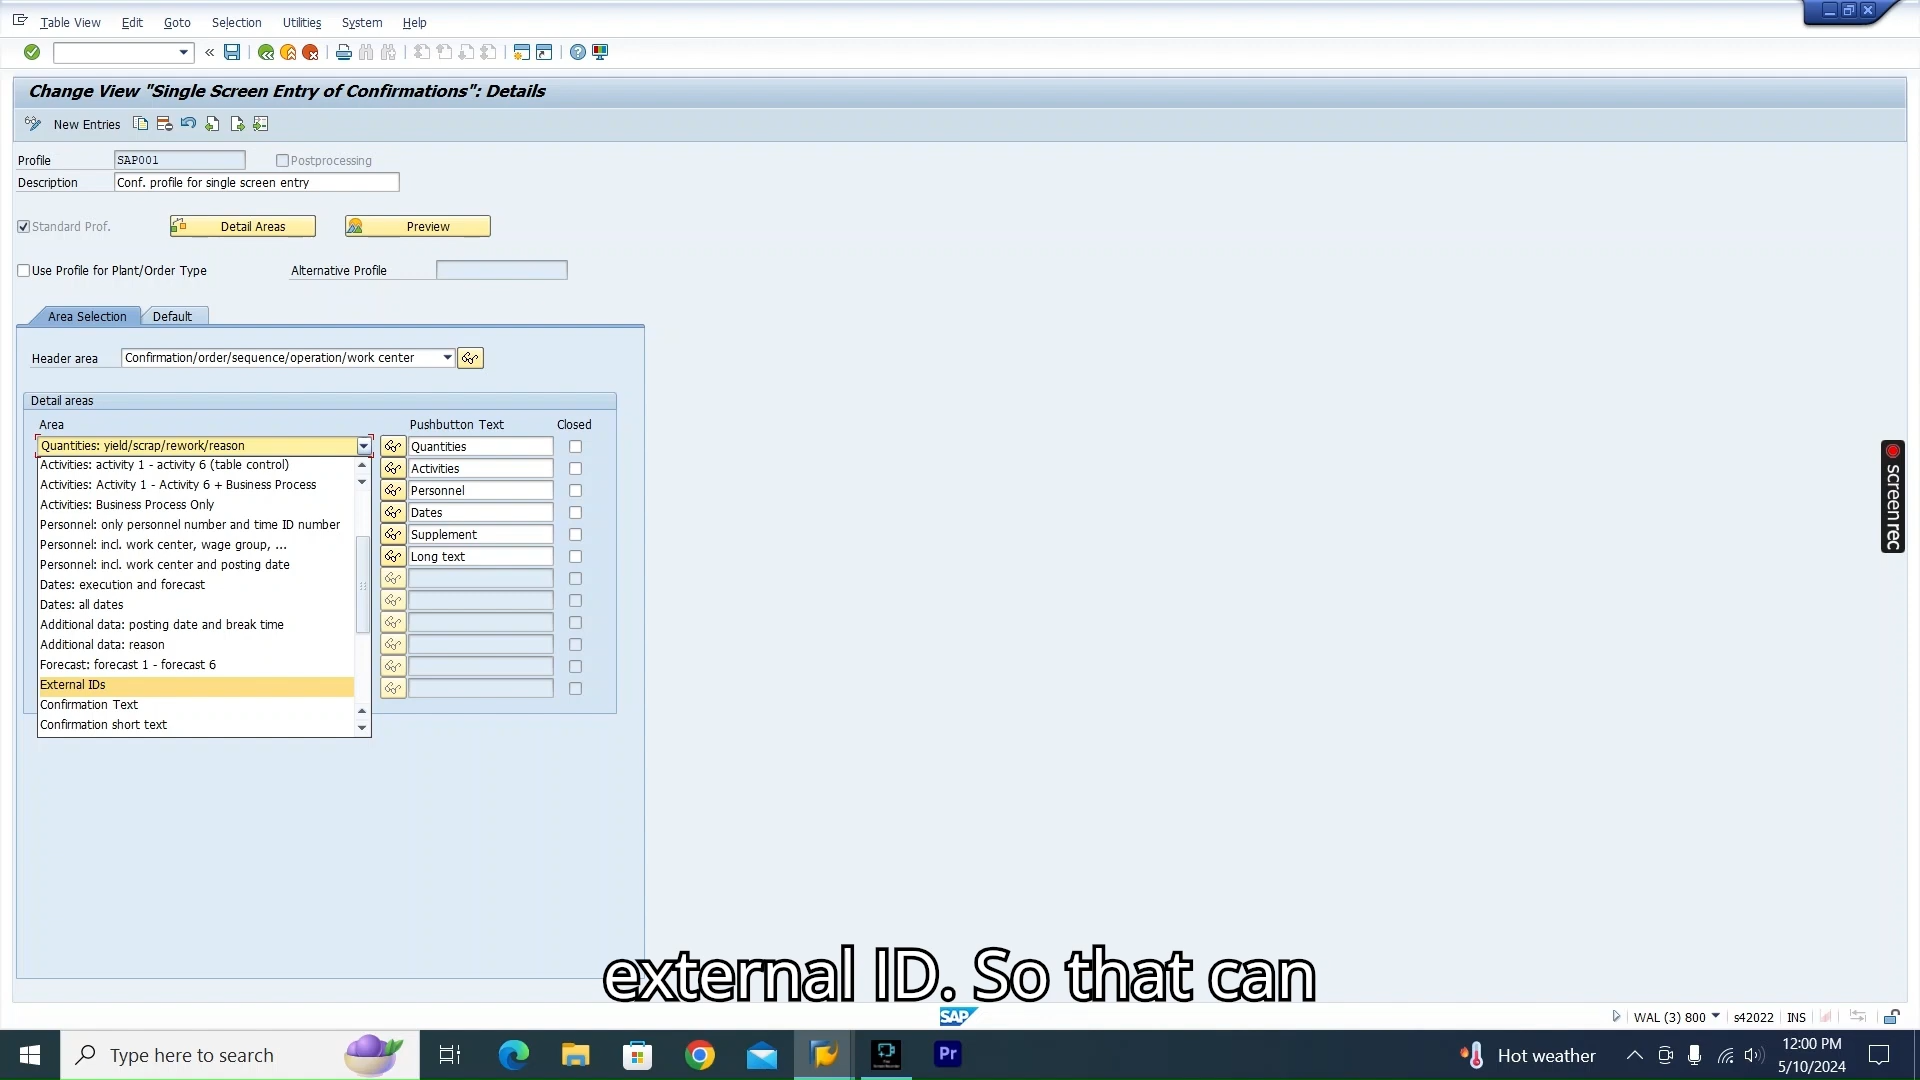 Table View Edit Goto Selection Utilities System Help
Change View "Single Screen Entry of Confirmations": Details
New Entries
Profile SAP001 Postprocessing
Description Conf. profile for single screen entry
Standard Prof. Detail Areas Preview
Use Profile for Plant/Order Type Alternative Profile
Area Selection Default
Header area Confirmation/order/sequence/operation/work center
Detail areas
Area Pushbutton Text Closed
Quantities: yield/scrap/rework/reason Quantities
Activities: activity 1 - activity 6 (table control) Activities
Activities: Activity 1 - Activity 6 + Business Process Personnel
Activities: Business Process Only Dates
Personnel: only personnel number and time ID number Supplement
Personnel: incl. work center, wage group, ... Long text
Personnel: incl. work center and posting date
Dates: execution and forecast
Dates: all dates
Additional data: posting date and break time
Additional data: reason
Forecast: forecast 1 - forecast 6
External IDs
Confirmation Text
Confirmation short text
screenrec
external ID. So that can
SAP
WAL (3) 800 s42022 INS
Type here to search
Pr
Hot weather
12:00 PM
5/10/2024